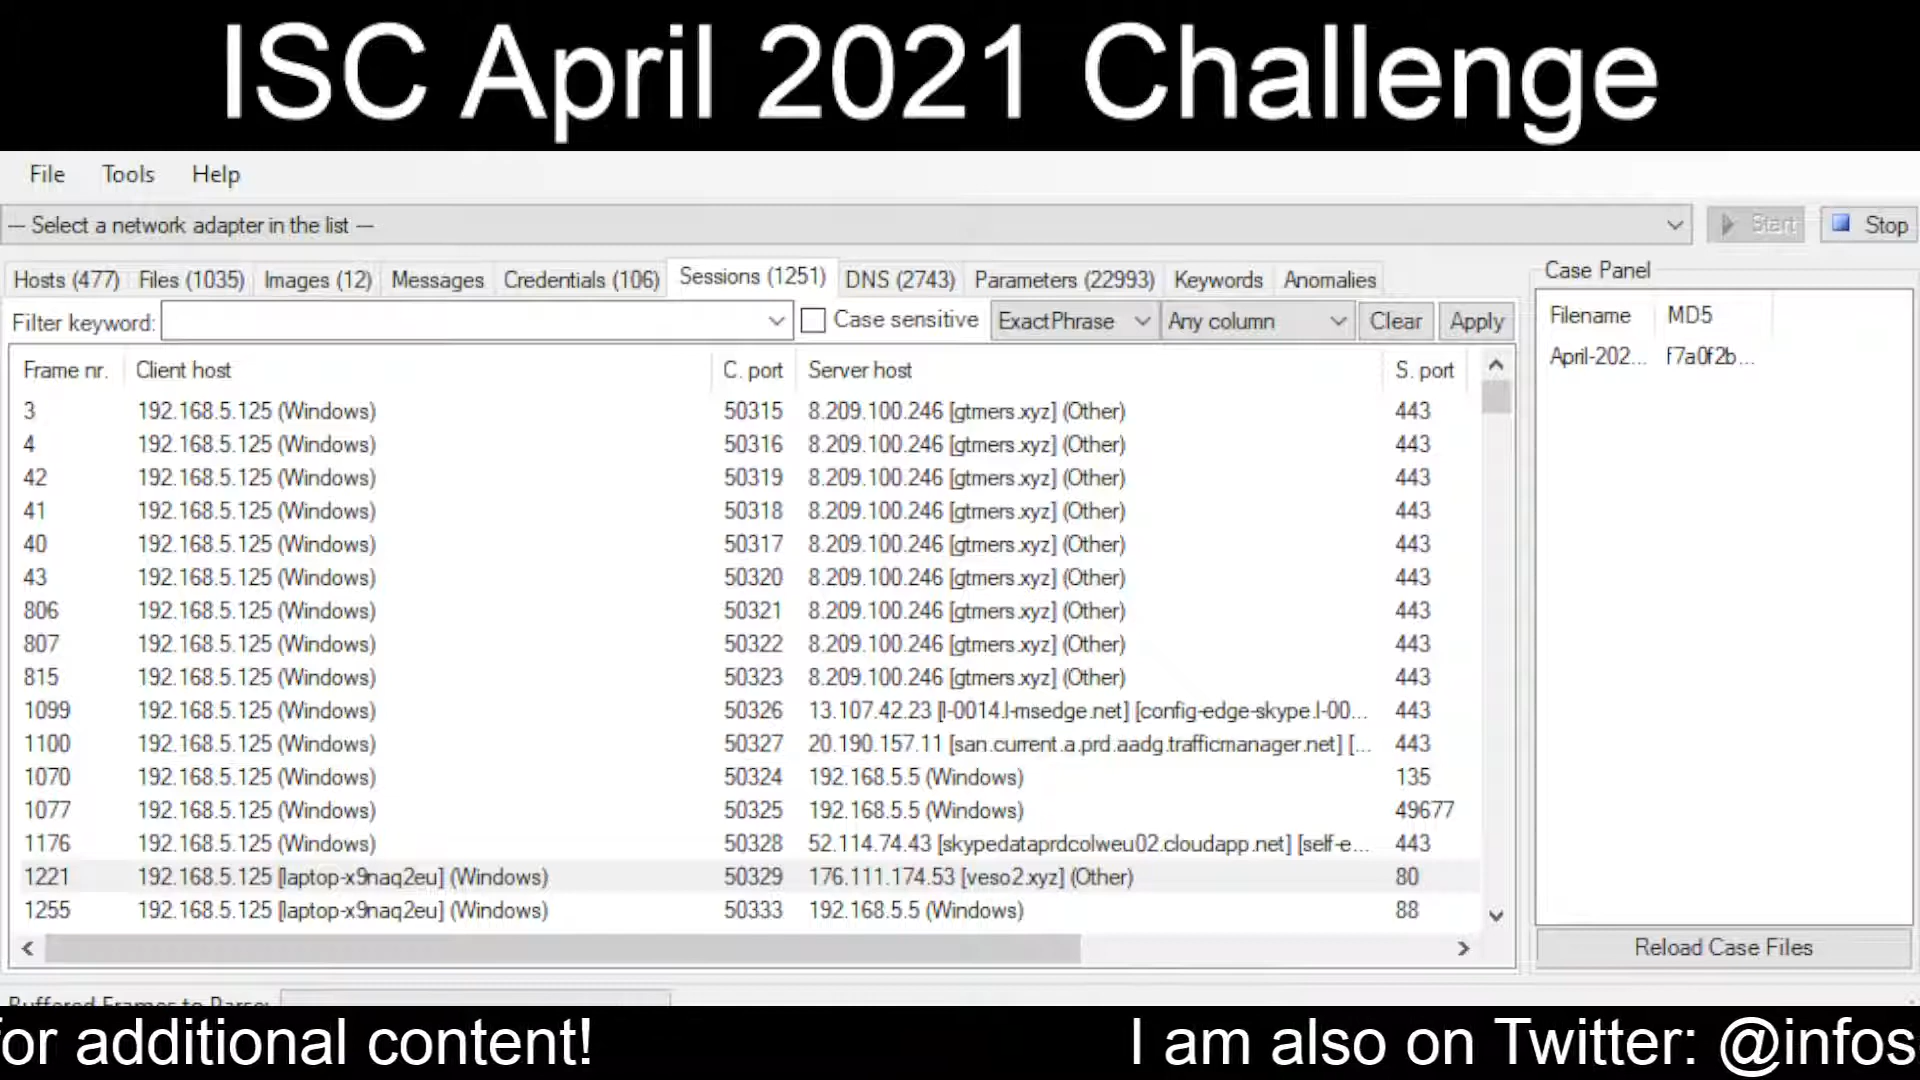 ISC April 2021 Challenge
File Tools Help
--- Select a network adapter in the list --- Start Stop
Hosts (477) Files (1035) Images (12) Messages Credentials (106) Sessions (1251) DNS (2743) Parameters (22993) Keywords Anomalies
Case Panel
Filter keyword: Case sensitive ExactPhrase Any column Clear Apply
Filename MD5
April-202... f7a0f2b...
Frame nr. Client host C. port Server host S. port
3 192.168.5.125 (Windows) 50315 8.209.100.246 [gtmers.xyz] (Other) 443
4 192.168.5.125 (Windows) 50316 8.209.100.246 [gtmers.xyz] (Other) 443
42 192.168.5.125 (Windows) 50319 8.209.100.246 [gtmers.xyz] (Other) 443
41 192.168.5.125 (Windows) 50318 8.209.100.246 [gtmers.xyz] (Other) 443
40 192.168.5.125 (Windows) 50317 8.209.100.246 [gtmers.xyz] (Other) 443
43 192.168.5.125 (Windows) 50320 8.209.100.246 [gtmers.xyz] (Other) 443
806 192.168.5.125 (Windows) 50321 8.209.100.246 [gtmers.xyz] (Other) 443
807 192.168.5.125 (Windows) 50322 8.209.100.246 [gtmers.xyz] (Other) 443
815 192.168.5.125 (Windows) 50323 8.209.100.246 [gtmers.xyz] (Other) 443
1099 192.168.5.125 (Windows) 50326 13.107.42.23 [l-0014.l-msedge.net] [config-edge-skype.l-00... 443
1100 192.168.5.125 (Windows) 50327 20.190.157.11 [san.current.a.prd.aadg.trafficmanager.net] [... 443
1070 192.168.5.125 (Windows) 50324 192.168.5.5 (Windows) 135
1077 192.168.5.125 (Windows) 50325 192.168.5.5 (Windows) 49677
1176 192.168.5.125 (Windows) 50328 52.114.74.43 [skypedataprdcolweu02.cloudapp.net] [self-e... 443
1221 192.168.5.125 [laptop-x9naq2eu] (Windows) 50329 176.111.174.53 [veso2.xyz] (Other) 80
1255 192.168.5.125 [laptop-x9naq2eu] (Windows) 50333 192.168.5.5 (Windows) 88
Reload Case Files
Buffered Frames to Parse:
or additional content! I am also on Twitter: @infos